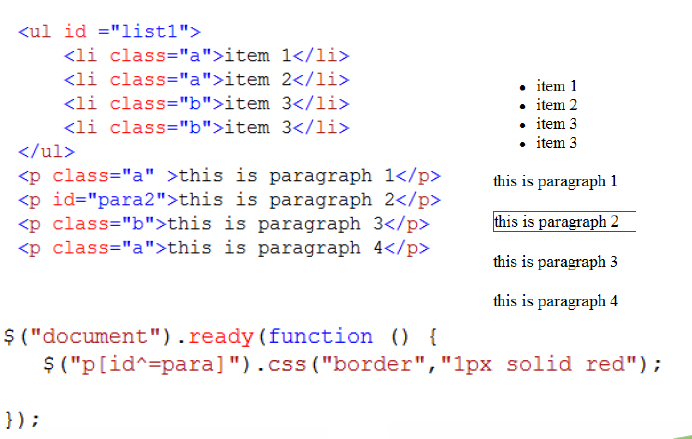 <ul id ="list1">
<li class="a">item 1</li>
<li class="a">item 2</li>
<li class="b">item 3</li>
<li class="b">item 3</li>
</ul>
<p class="a" >this is paragraph 1</p>
<p id="para2">this is paragraph 2</p>
<p class="b">this is paragraph 3</p>
<p class="a">this is paragraph 4</p>
• item 1
• item 2
• item 3
• item 3
this is paragraph 1
this is paragraph 2
this is paragraph 3
this is paragraph 4
$("document").ready(function () {
$("p[id^=para]").css("border","1px solid red");
});